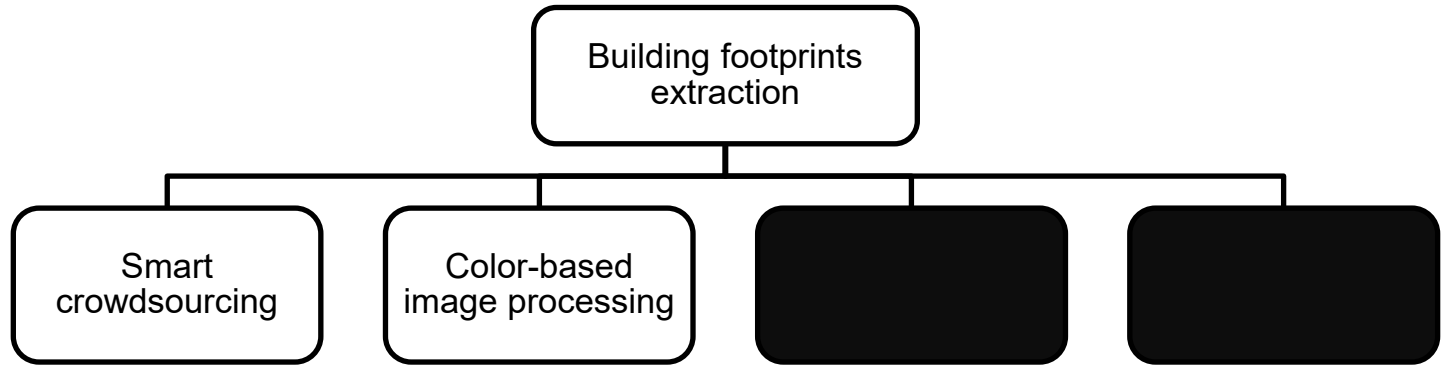 Building footprints
extraction
Smart
crowdsourcing
Color-based
image processing